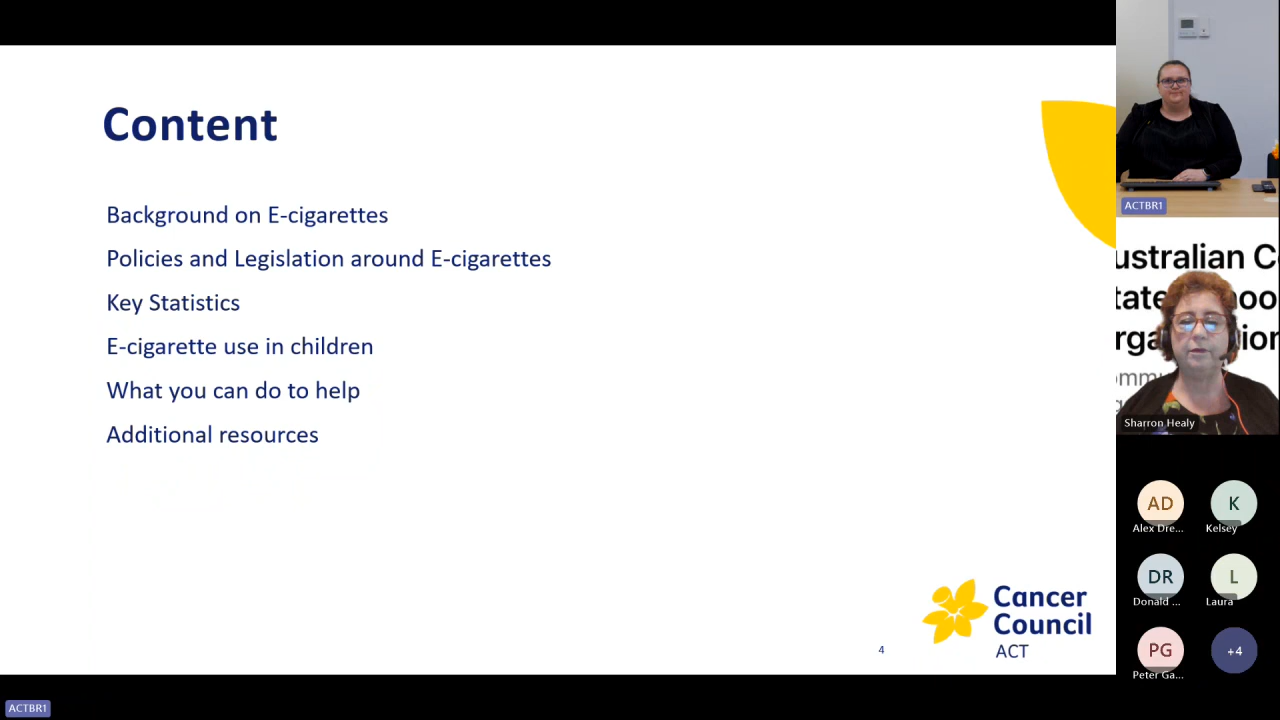 Content
Background on E-cigarettes
Policies and Legislation around E-cigarettes
Key Statistics
E-cigarette use in children
What you can do to help
Additional resources
Cancer
Council
ACT
4
ACTBR1
ustralian C
tate
hoo
rga
ion
omm
Sharron Healy
AD
Alex Dre...
K
Kelsey
DR
Donald ...
L
Laura
PG
Peter Ga...
+4
ACTBR1